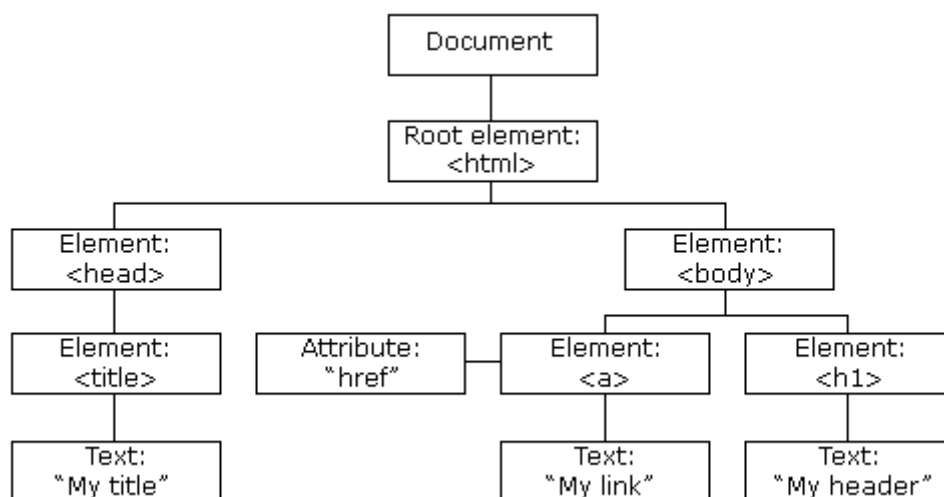 Document
Root element:
<html>
Element:
<head>
Element:
<body>
Element:
<title>
Attribute:
“href”
Element:
<a>
Element:
<h1>
Text:
“My title”
Text:
“My link”
Text:
“My header”